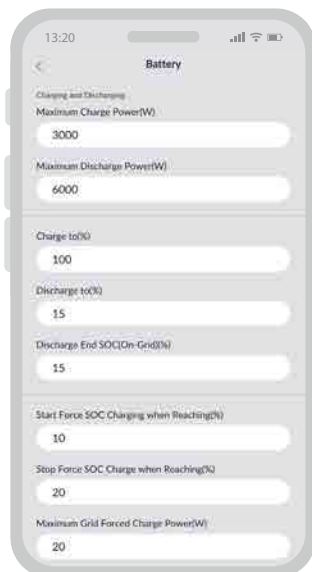 13:20
Battery
Charging and Discharging
Maximum Charge Power(W)
3000
Maximum Discharge Power(W)
6000
Charge to(%)
100
Discharge to(%)
15
Discharge End SOC(On-Grid)(%)
15
Start Force SOC Charging when Reaching(%)
10
Stop Force SOC Charge when Reaching(%)
20
Maximum Grid Forced Charge Power(W)
20